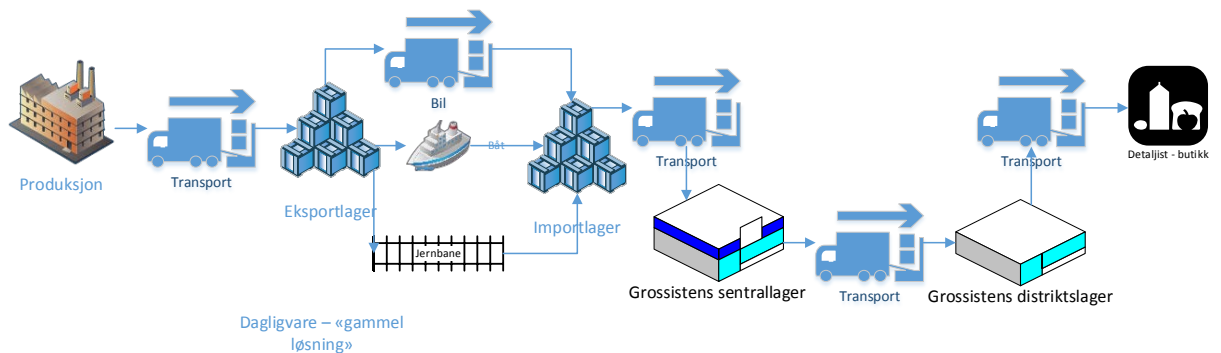 Produksjon
Transport
Eksportlager
Bil
Båt
Jernbane
Importlager
Transport
Grossistens sentrallager
Transport
Grossistens distriktslager
Transport
Detaljist - butikk
Dagligvare – «gammel
løsning»